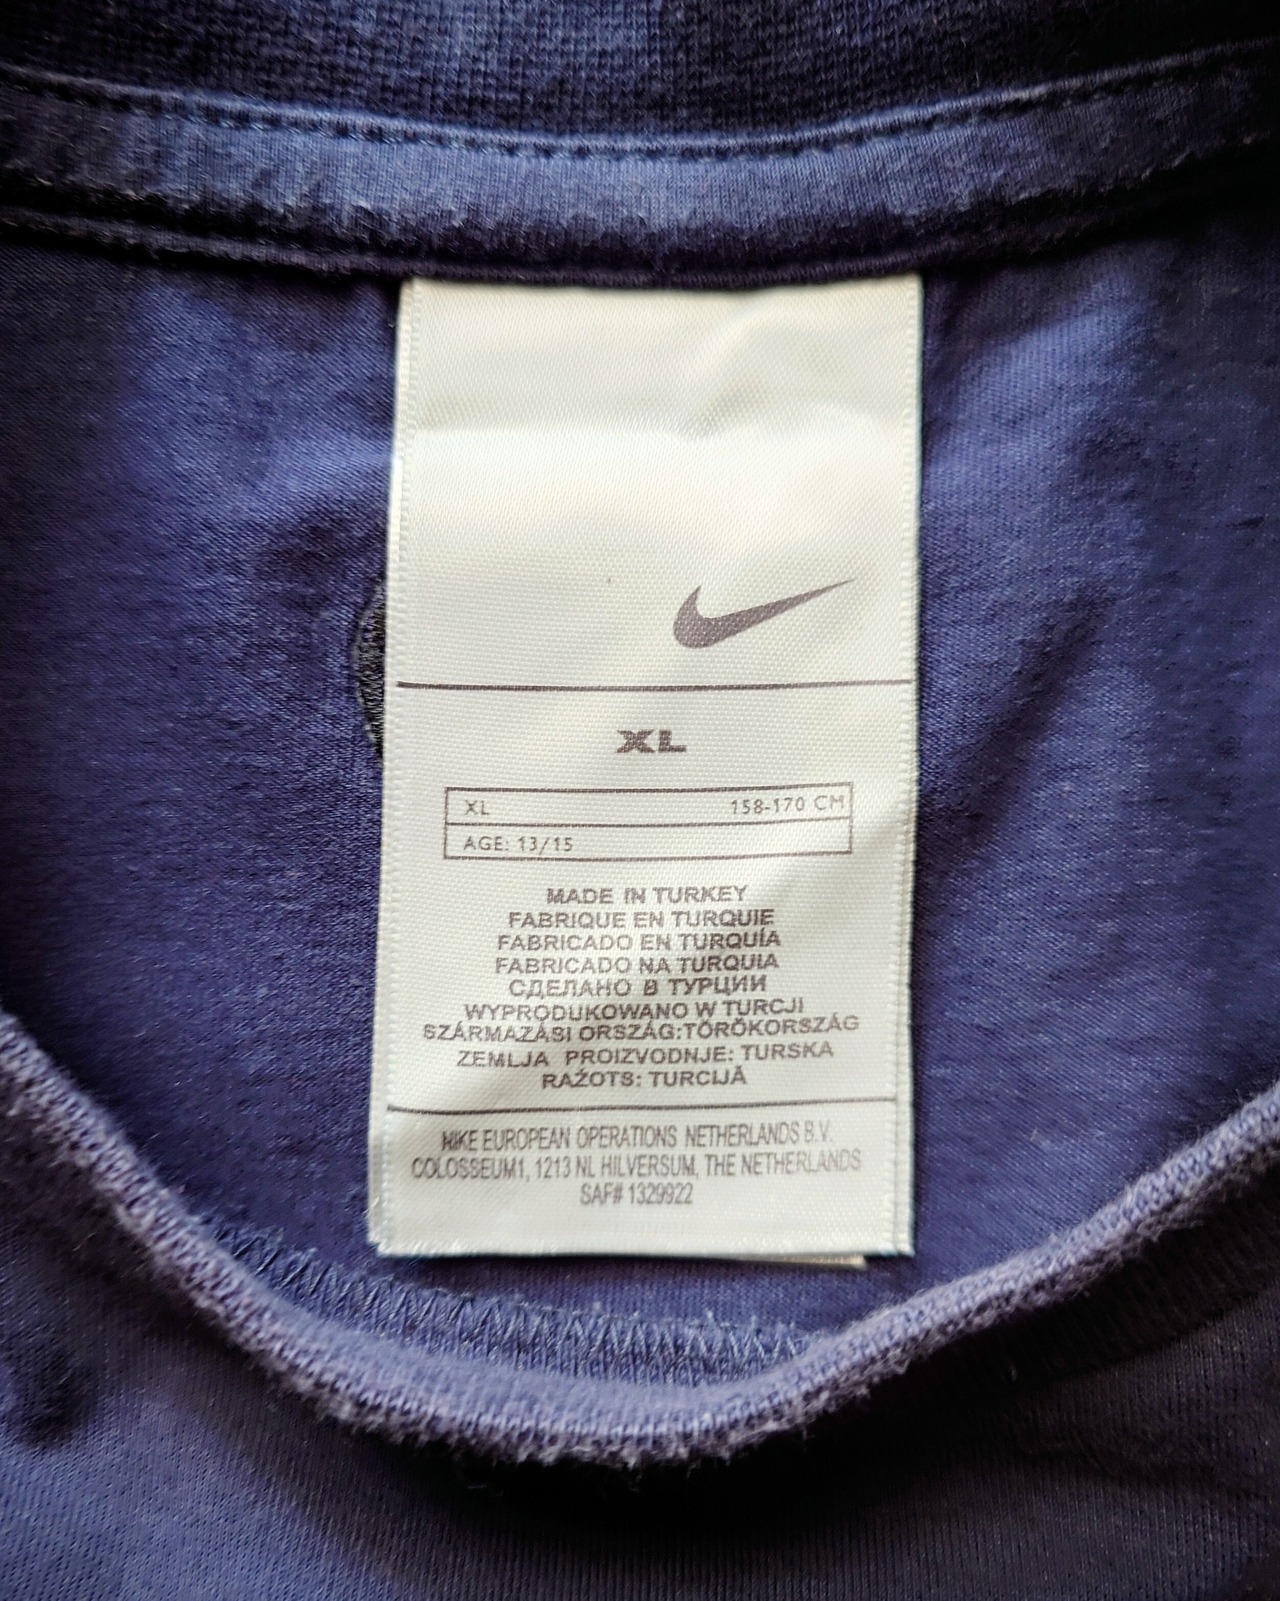 XL
XL 158-170 CM
AGE: 13/15
MADE IN TURKEY
FABRIQUE EN TURQUIE
FABRICADO EN TURQUÍA
FABRICADO NA TURQUIA
СДЕЛАНО В ТУРЦИИ
WYPRODUKOWANO W TURCJI
SZÁRMAZÁSI ORSZÁG:TÖRÖKORSZÁG
ZEMLJA PROIZVODNJE: TURSKA
RAŽOTS: TURCIJĀ
NIKE EUROPEAN OPERATIONS NETHERLANDS B.V.
COLOSSEUM1, 1213 NL HILVERSUM, THE NETHERLANDS
SAF# 1329922